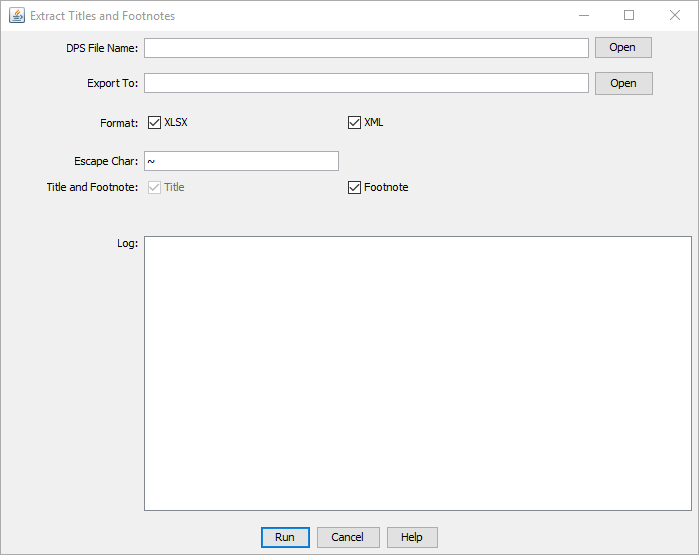 Extract Titles and Footnotes
DPS File Name: Open
Export To: Open
Format: XLSX XML
Escape Char: ~
Title and Footnote: Title Footnote
Log:
Run Cancel Help